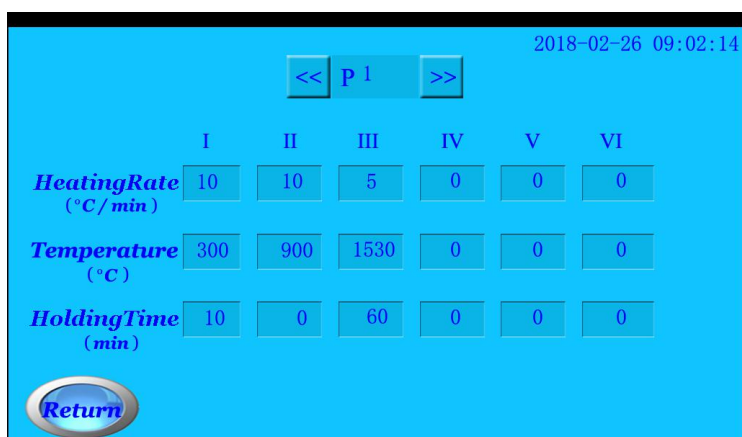 2018-02-26 09:02:14
<< P 1 >>
I II III IV V VI
HeatingRate 10 10 5 0 0 0
(°C/min)
Temperature 300 900 1530 0 0 0
(°C)
HoldingTime 10 0 60 0 0 0
(min)
Return